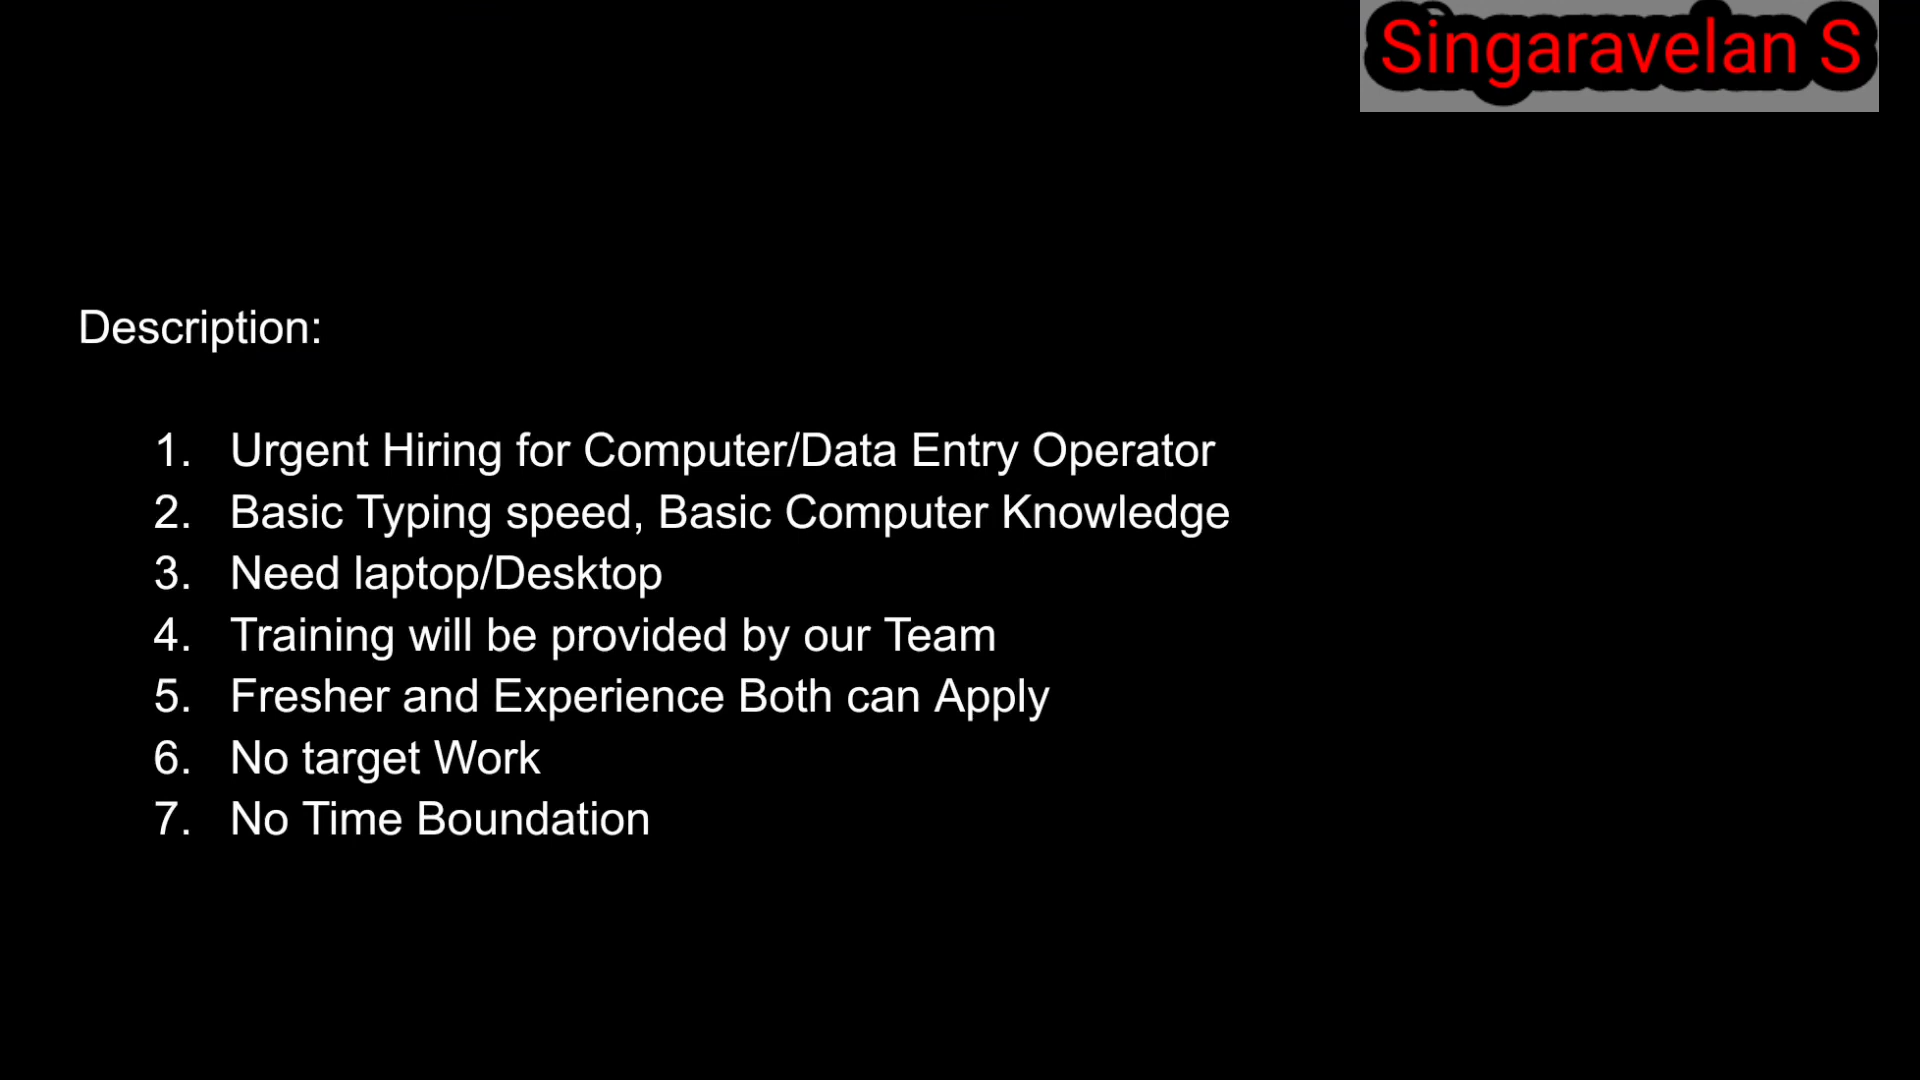 Singaravelan S
Description:
1. Urgent Hiring for Computer/Data Entry Operator
2. Basic Typing speed, Basic Computer Knowledge
3. Need laptop/Desktop
4. Training will be provided by our Team
5. Fresher and Experience Both can Apply
6. No target Work
7. No Time Boundation